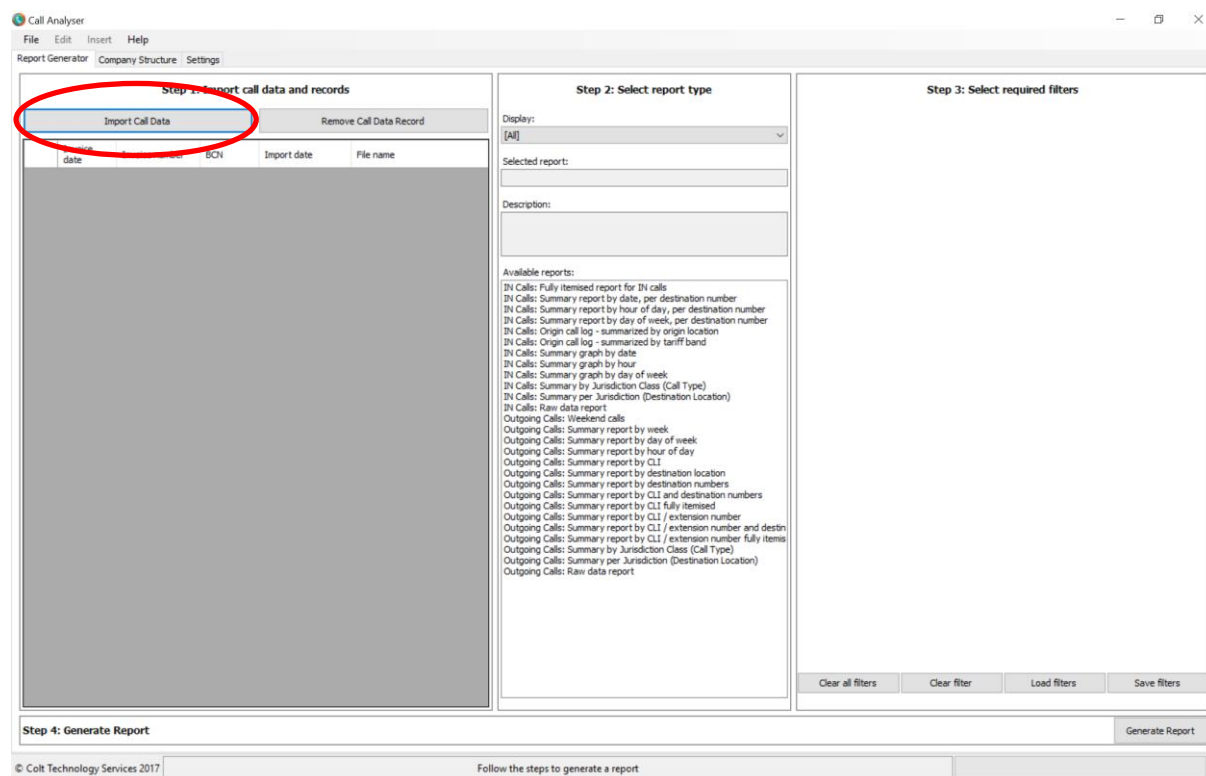 Call Analyser
File Edit Insert Help
Report Generator Company Structure Settings
Step 1: Import call data and records
Import Call Data Remove Call Data Record
Invoice date Invoice number BCN Import date File name
Step 2: Select report type
Display:
[All]
Selected report:
Description:
Available reports:
IN Calls: Fully itemised report for IN calls
IN Calls: Summary report by date, per destination number
IN Calls: Summary report by hour of day, per destination number
IN Calls: Summary report by day of week, per destination number
IN Calls: Origin call log - summarized by origin location
IN Calls: Origin call log - summarized by tariff band
IN Calls: Summary graph by date
IN Calls: Summary graph by hour
IN Calls: Summary graph by day of week
IN Calls: Summary by Jurisdiction Class (Call Type)
IN Calls: Summary per Jurisdiction (Destination Location)
IN Calls: Raw data report
Outgoing Calls: Weekend calls
Outgoing Calls: Summary report by week
Outgoing Calls: Summary report by day of week
Outgoing Calls: Summary report by hour of day
Outgoing Calls: Summary report by CLI
Outgoing Calls: Summary report by destination location
Outgoing Calls: Summary report by destination numbers
Outgoing Calls: Summary report by CLI and destination numbers
Outgoing Calls: Summary report by CLI fully itemised
Outgoing Calls: Summary report by CLI / extension number
Outgoing Calls: Summary report by CLI / extension number and destin
Outgoing Calls: Summary report by CLI / extension number fully itemis
Outgoing Calls: Summary by Jurisdiction Class (Call Type)
Outgoing Calls: Summary per Jurisdiction (Destination Location)
Outgoing Calls: Raw data report
Step 3: Select required filters
Clear all filters Clear filter Load filters Save filters
Step 4: Generate Report
Generate Report
© Colt Technology Services 2017 Follow the steps to generate a report